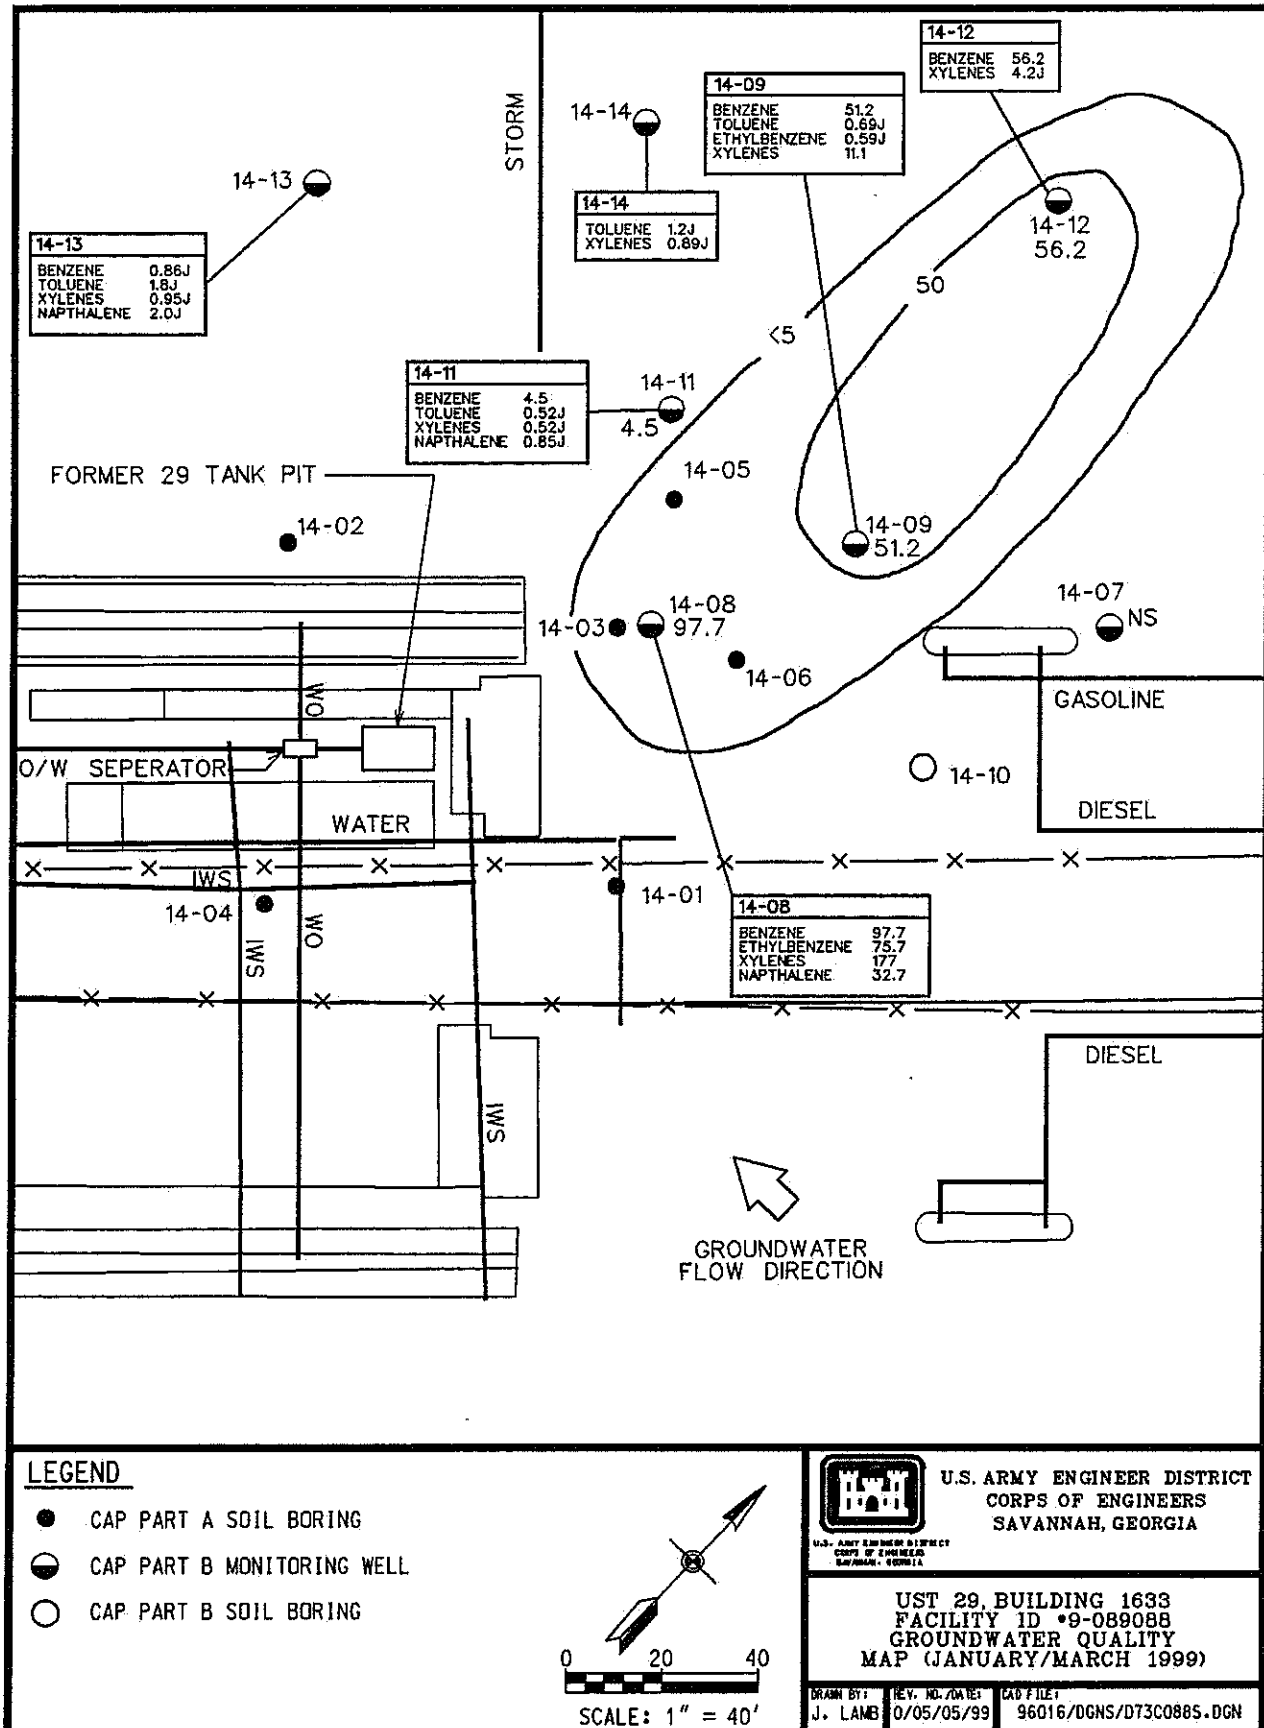 14-12
BENZENE 56.2
XYLENES 4.2J
14-09
BENZENE 51.2
TOLUENE 0.69J
ETHYLBENZENE 0.59J
XYLENES 11.1
STORM
14-14
14-14
TOLUENE 1.2J
XYLENES 0.89J
14-13
14-13
BENZENE 0.86J
TOLUENE 1.8J
XYLENES 0.95J
NAPTHALENE 2.0J
14-12
56.2
50
<5
14-11
BENZENE 4.5
TOLUENE 0.52J
XYLENES 0.52J
NAPTHALENE 0.85J
14-11
4.5
FORMER 29 TANK PIT
14-05
14-02
14-09
51.2
14-07
NS
14-03
14-08
97.7
14-06
GASOLINE
WO
O/W SEPERATOR
14-10
DIESEL
WATER
IWS
14-04
14-01
WO
IWS
14-08
BENZENE 97.7
ETHYLBENZENE 75.7
XYLENES 177
NAPTHALENE 32.7
DIESEL
IWS
GROUNDWATER
FLOW DIRECTION
LEGEND
CAP PART A SOIL BORING
CAP PART B MONITORING WELL
CAP PART B SOIL BORING
0 20 40
SCALE: 1" = 40'
U.S. ARMY ENGINEER DISTRICT
CORPS OF ENGINEERS
SAVANNAH, GEORGIA
U.S. ARMY ENGINEER DISTRICT
CORPS OF ENGINEERS
SAVANNAH, GEORGIA
UST 29, BUILDING 1633
FACILITY ID •9-089088
GROUNDWATER QUALITY
MAP (JANUARY/MARCH 1999)
DRAWN BY:
J. LAMB
REV. NO./DATE:
0/05/05/99
CAD FILE:
96016/DGNS/D73C0885.DGN